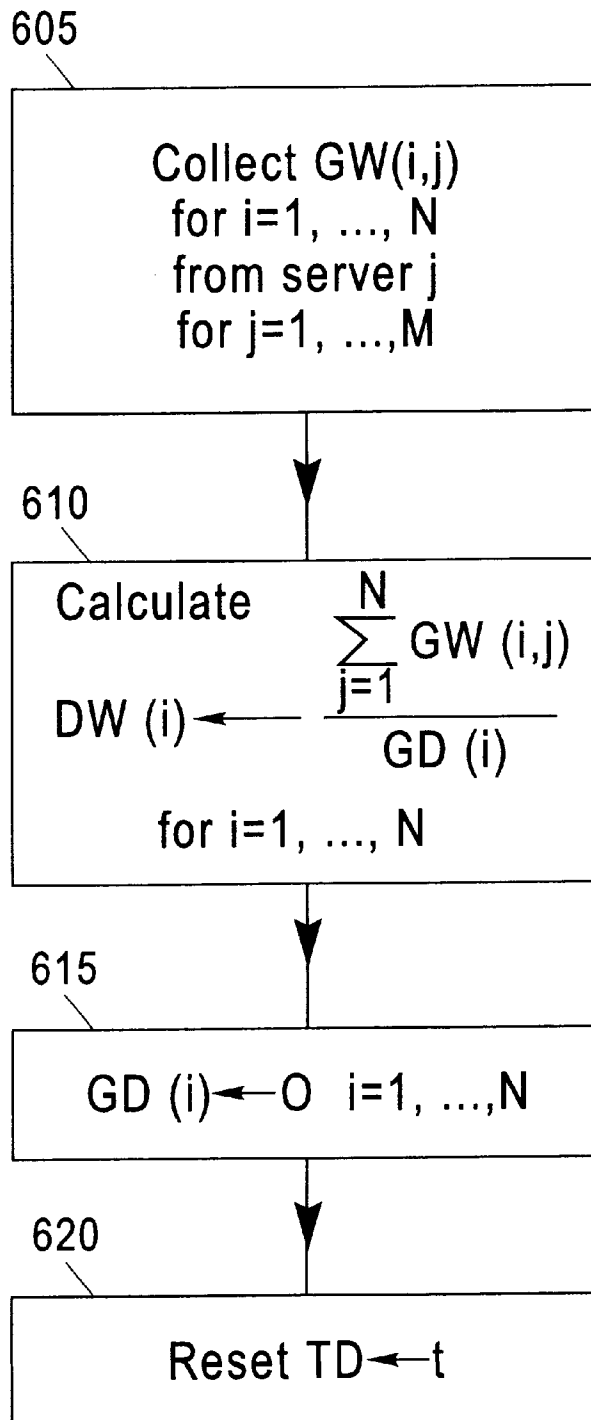 605
Collect GW(i,j)
for i=1, ..., N
from server j
for j=1, ...,M
610
Calculate
N
∑ GW (i,j)
j=1
DW (i)←
GD (i)
for i=1, ..., N
615
GD (i)←O i=1, ...,N
620
Reset TD←t